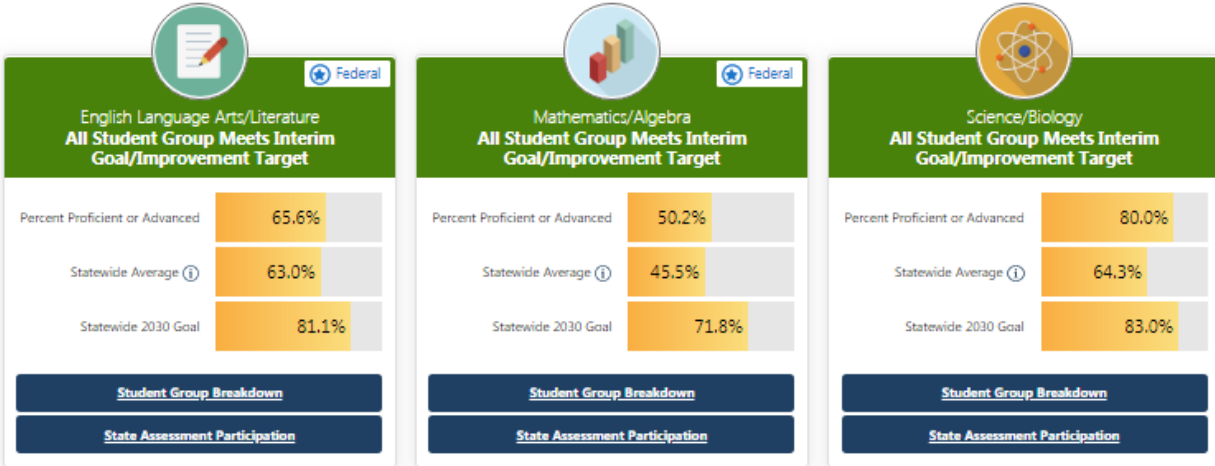 Federal
English Language Arts/Literature
All Student Group Meets Interim
Goal/Improvement Target
Percent Proficient or Advanced 65.6%
Statewide Average 63.0%
Statewide 2030 Goal 81.1%
Student Group Breakdown
State Assessment Participation
Federal
Mathematics/Algebra
All Student Group Meets Interim
Goal/Improvement Target
Percent Proficient or Advanced 50.2%
Statewide Average 45.5%
Statewide 2030 Goal 71.8%
Student Group Breakdown
State Assessment Participation
Science/Biology
All Student Group Meets Interim
Goal/Improvement Target
Percent Proficient or Advanced 80.0%
Statewide Average 64.3%
Statewide 2030 Goal 83.0%
Student Group Breakdown
State Assessment Participation